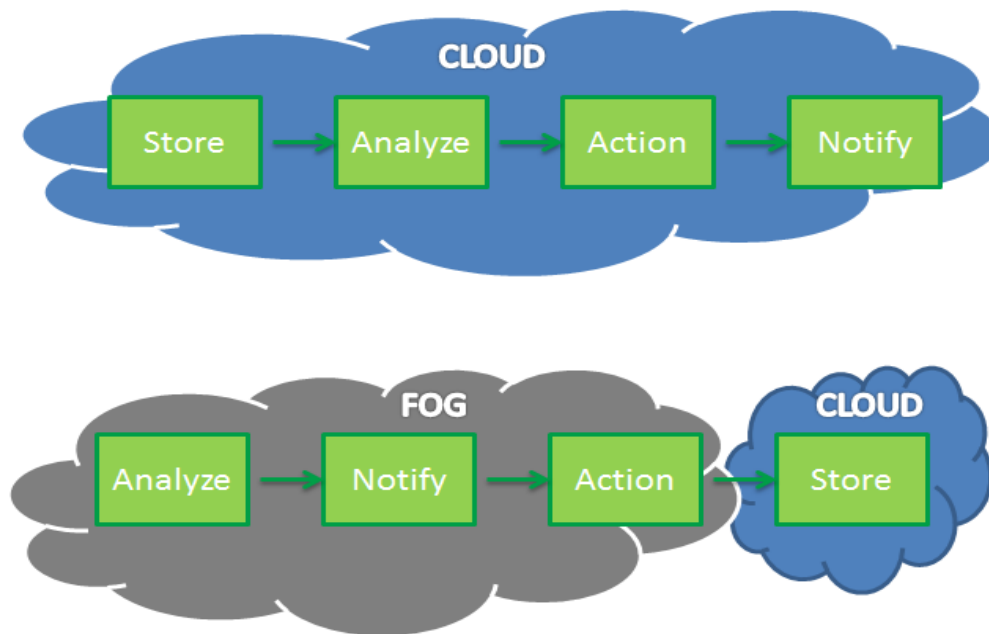 CLOUD
Store Analyze Action Notify
FOG CLOUD
Analyze Notify Action Store